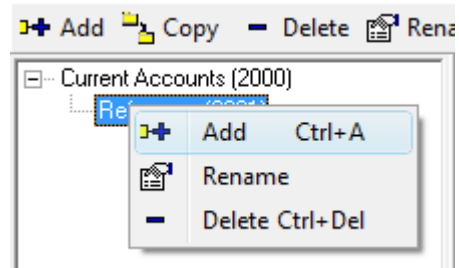 Add Copy Delete Rena
Current Accounts (2000)
Add Ctrl+A
Rename
Delete Ctrl+Del